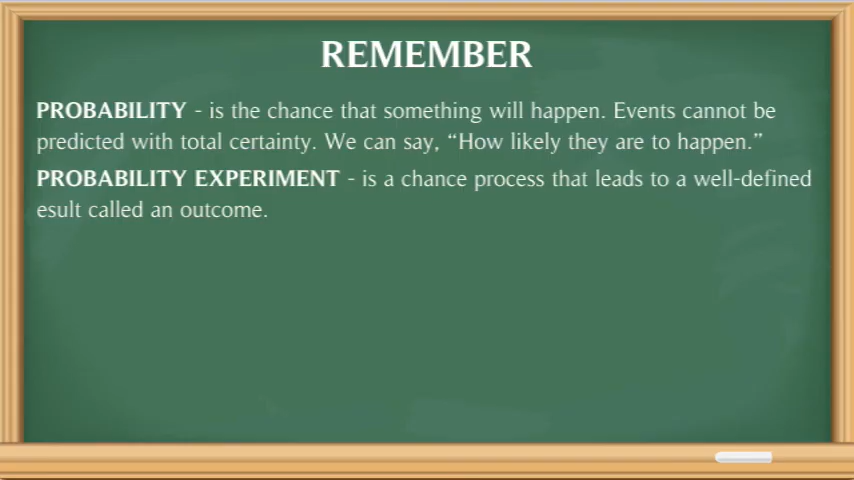 REMEMBER
PROBABILITY - is the chance that something will happen. Events cannot be
predicted with total certainty. We can say, “How likely they are to happen.”
PROBABILITY EXPERIMENT - is a chance process that leads to a well-defined
esult called an outcome.